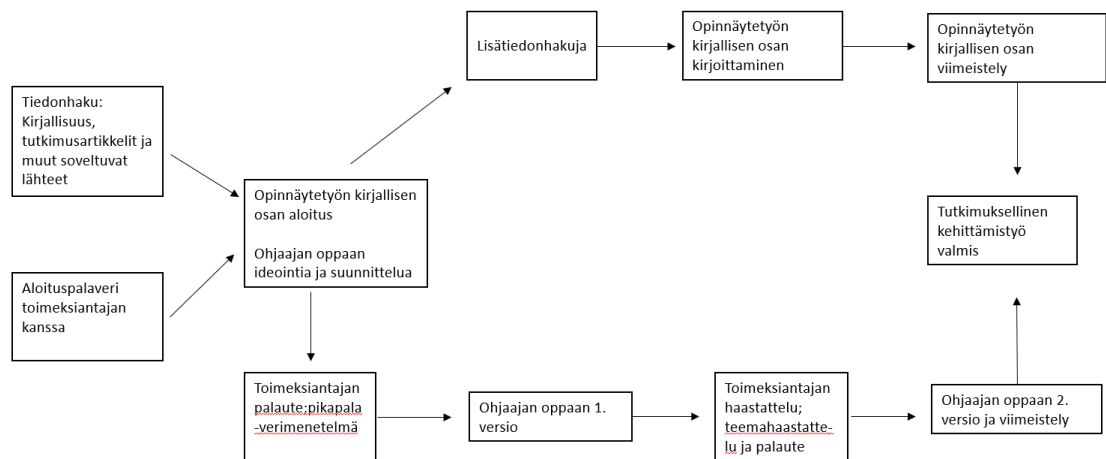 Tiedonhaku:
Kirjallisuus,
tutkimusartikkelit ja
muut soveltuvat
lähteet
Aloituspalaveri
toimeksiantajan
kanssa
Opinnäytetyön kirjallisen
osan aloitus
Ohjaajan oppaan
ideointia ja suunnittelua
Lisätiedonhakuja
Opinnäytetyön
kirjallisen osan
kirjoittaminen
Opinnäytetyön
kirjallisen osan
viimeistely
Tutkimuksellinen
kehittämistyö
valmis
Toimeksiantajan
palaute;pikapala
-verimenetelmä
Ohjaajan oppaan 1.
versio
Toimeksiantajan
haastattelu;
teemahaastatte-
lu ja palaute
Ohjaajan oppaan 2.
versio ja viimeistely